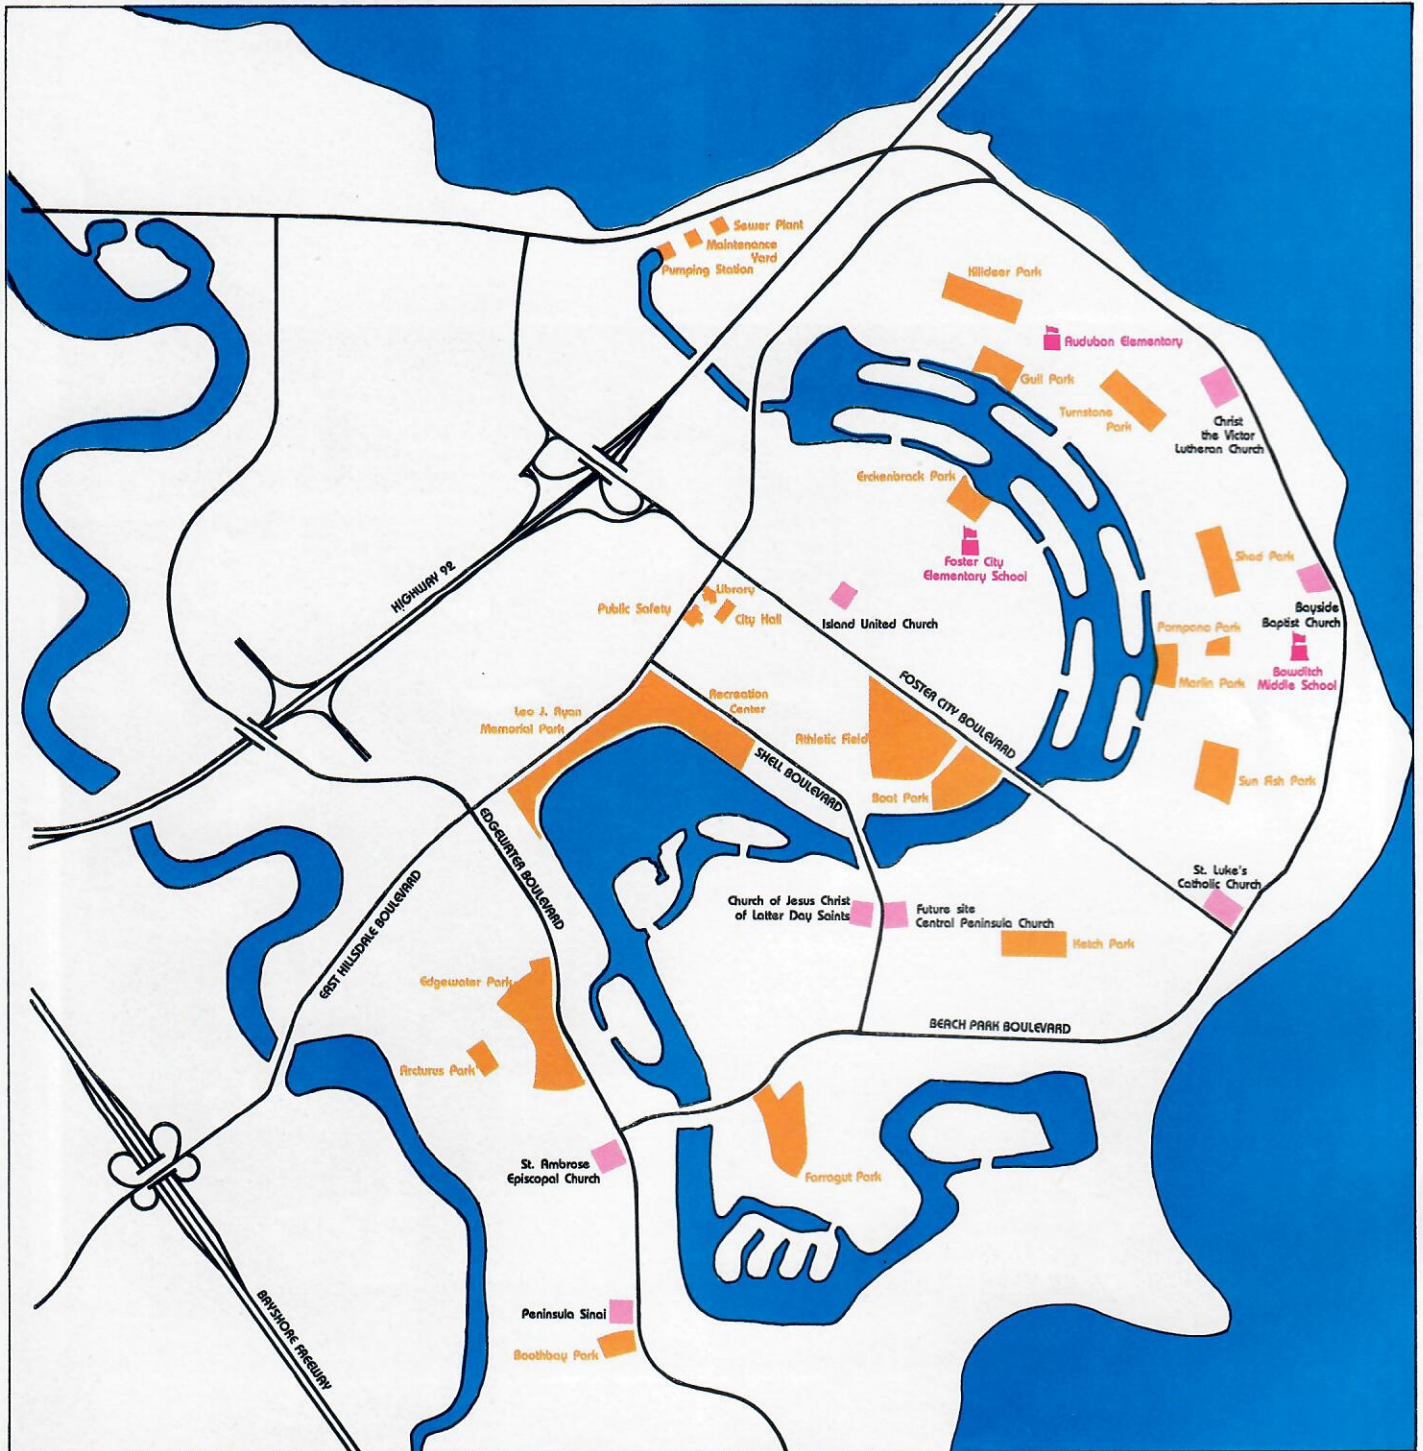 Sewer Plant
Maintenance
Yard
Pumping Station
Killdeer Park
Audubon Elementary
Gull Park
Turnstone
Park
Christ
the Victor
Lutheran Church
Erckenbrack Park
Foster City
Elementary School
Shad Park
Bayside
Baptist Church
HIGHWAY 92
Library
Public Safety
City Hall
Island United Church
Pompano Park
Marlin Park
Bowditch
Middle School
FOSTER CITY BOULEVARD
Recreation
Center
Leo J. Ryan
Memorial Park
Athletic Field
SHELL BOULEVARD
Boat Park
Sun Fish Park
EDGEWATER BOULEVARD
EAST HILLSDALE BOULEVARD
St. Luke's
Catholic Church
Church of Jesus Christ
of Latter Day Saints
Future site
Central Peninsula Church
Ketch Park
Edgewater Park
BEACH PARK BOULEVARD
Arcturus Park
St. Ambrose
Episcopal Church
Farragut Park
Peninsula Sinai
Boothbay Park
BAYSHORE FREEWAY